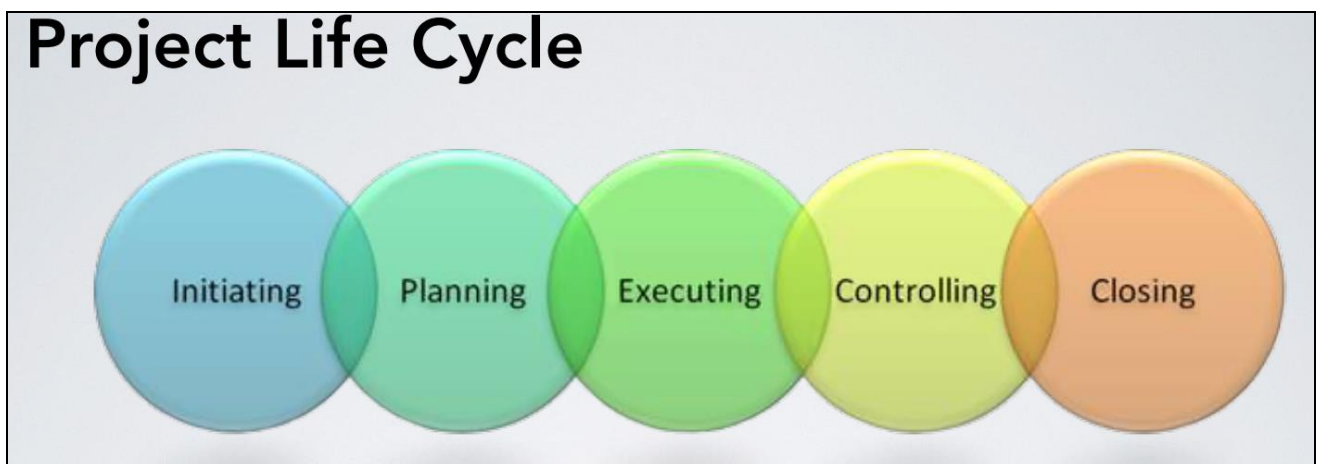 Project Life Cycle
Initiating
Planning
Executing
Controlling
Closing